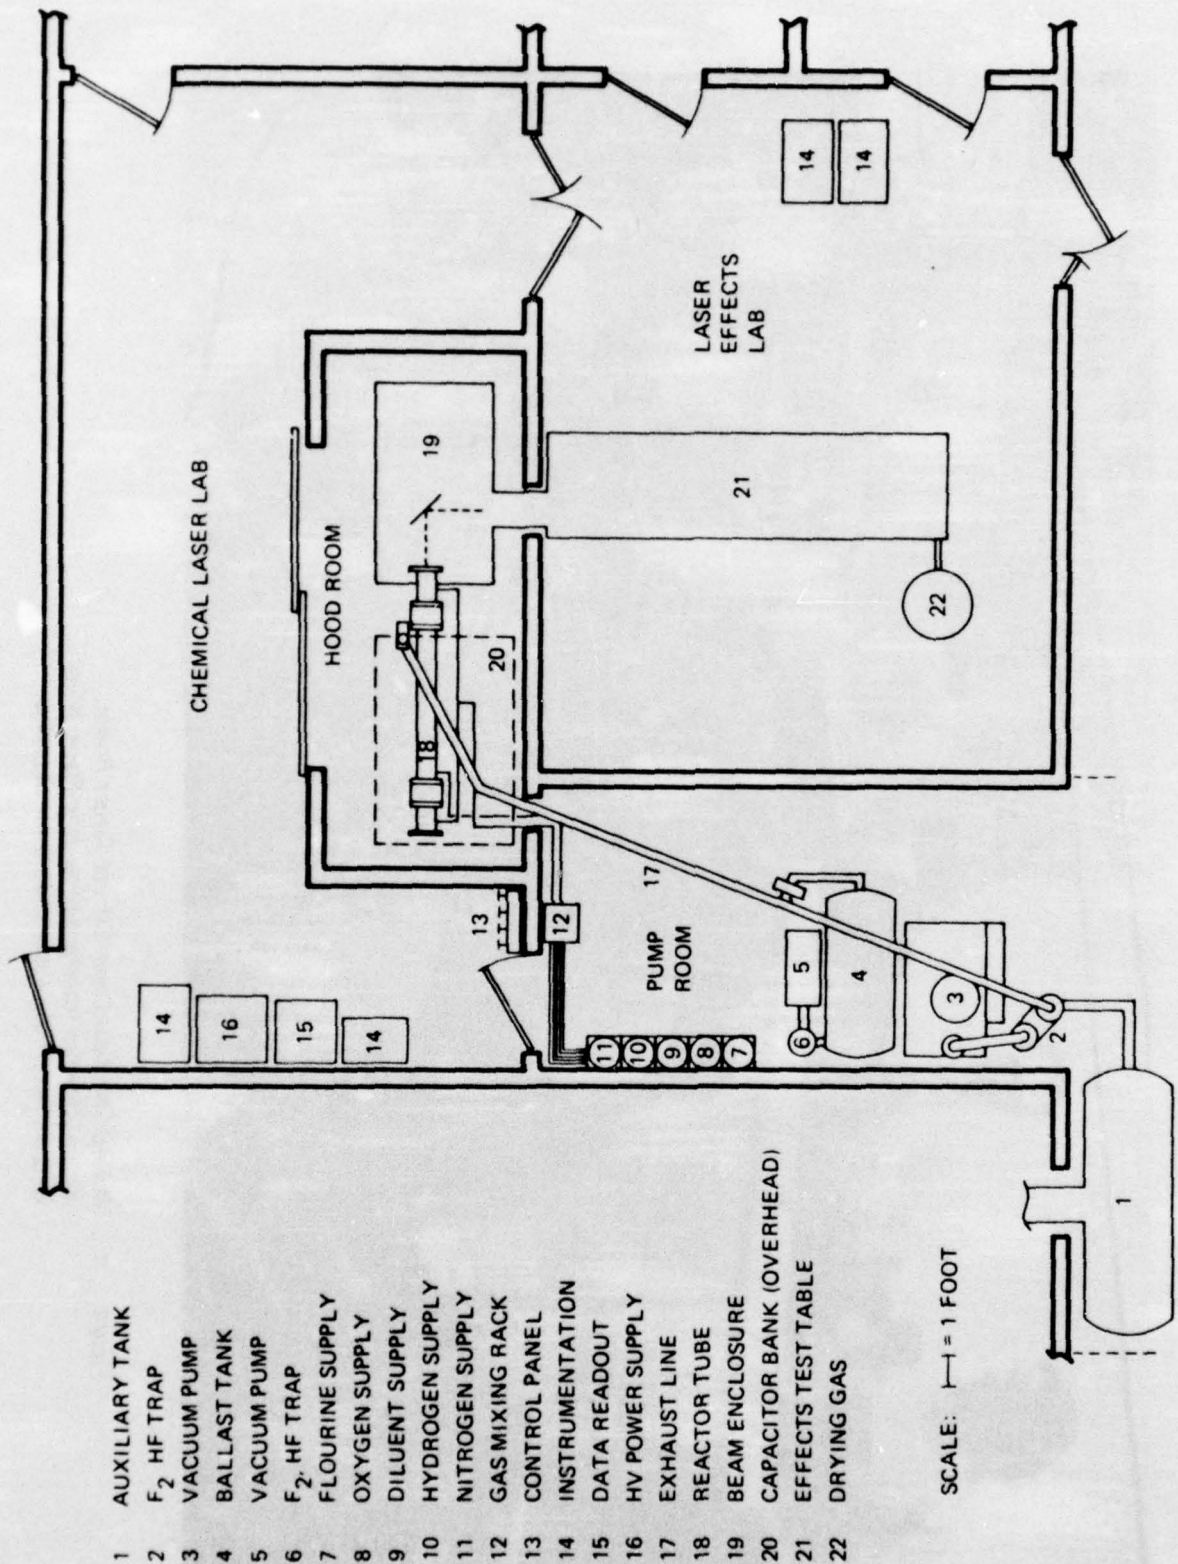 1 AUXILIARY TANK
2 F2 HF TRAP
3 VACUUM PUMP
4 BALLAST TANK
5 VACUUM PUMP
6 F2· HF TRAP
7 FLOURINE SUPPLY
8 OXYGEN SUPPLY
9 DILUENT SUPPLY
10 HYDROGEN SUPPLY
11 NITROGEN SUPPLY
12 GAS MIXING RACK
13 CONTROL PANEL
14 INSTRUMENTATION
15 DATA READOUT
16 HV POWER SUPPLY
17 EXHAUST LINE
18 REACTOR TUBE
19 BEAM ENCLOSURE
20 CAPACITOR BANK (OVERHEAD)
21 EFFECTS TEST TABLE
22 DRYING GAS
SCALE: = 1 FOOT
CHEMICAL LASER LAB
14
16
15
14
HOOD ROOM
13
18
20
19
12
11
10
9
8
7
PUMP
ROOM
17
6
5
4
3
2
1
LASER
EFFECTS
LAB
21
22
14
14